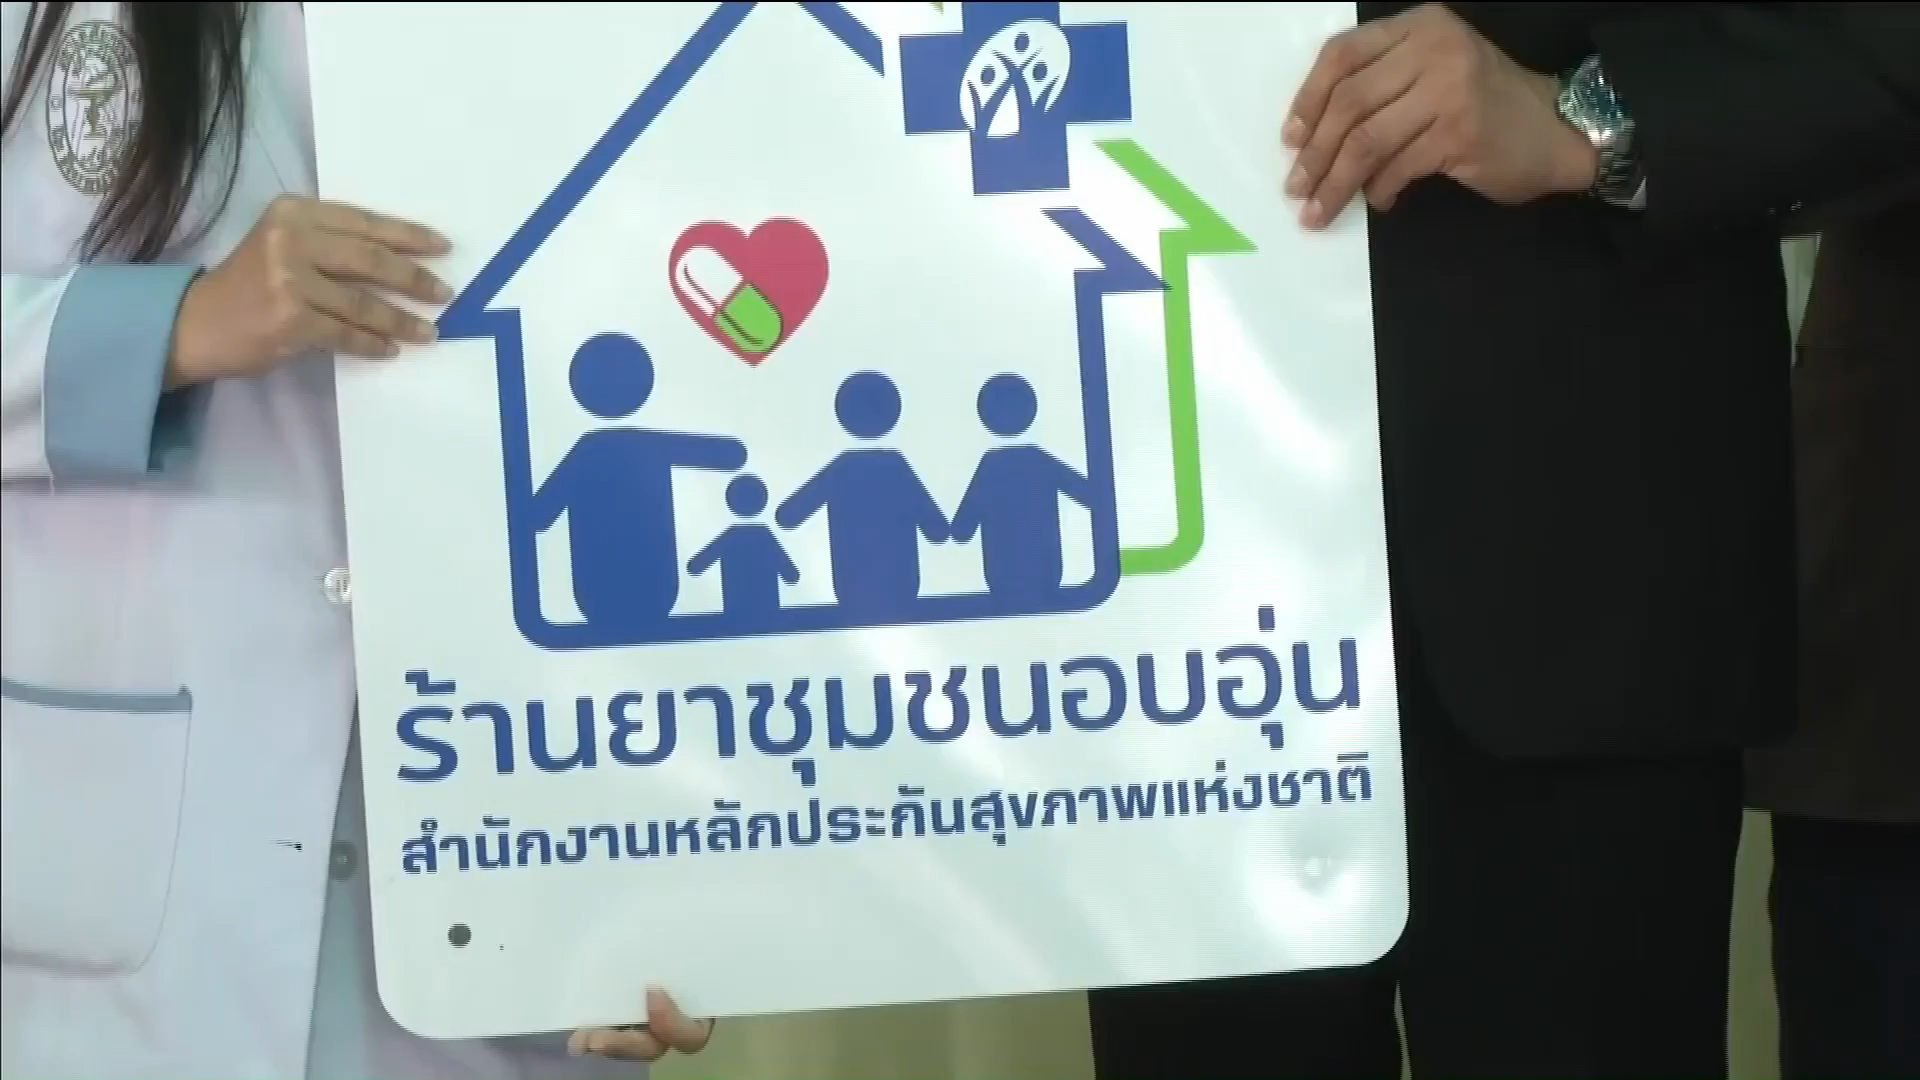 ร้านยาชุมชนอบอุ่น
สำนักงานหลักประกันสุขภาพแห่งชาติ